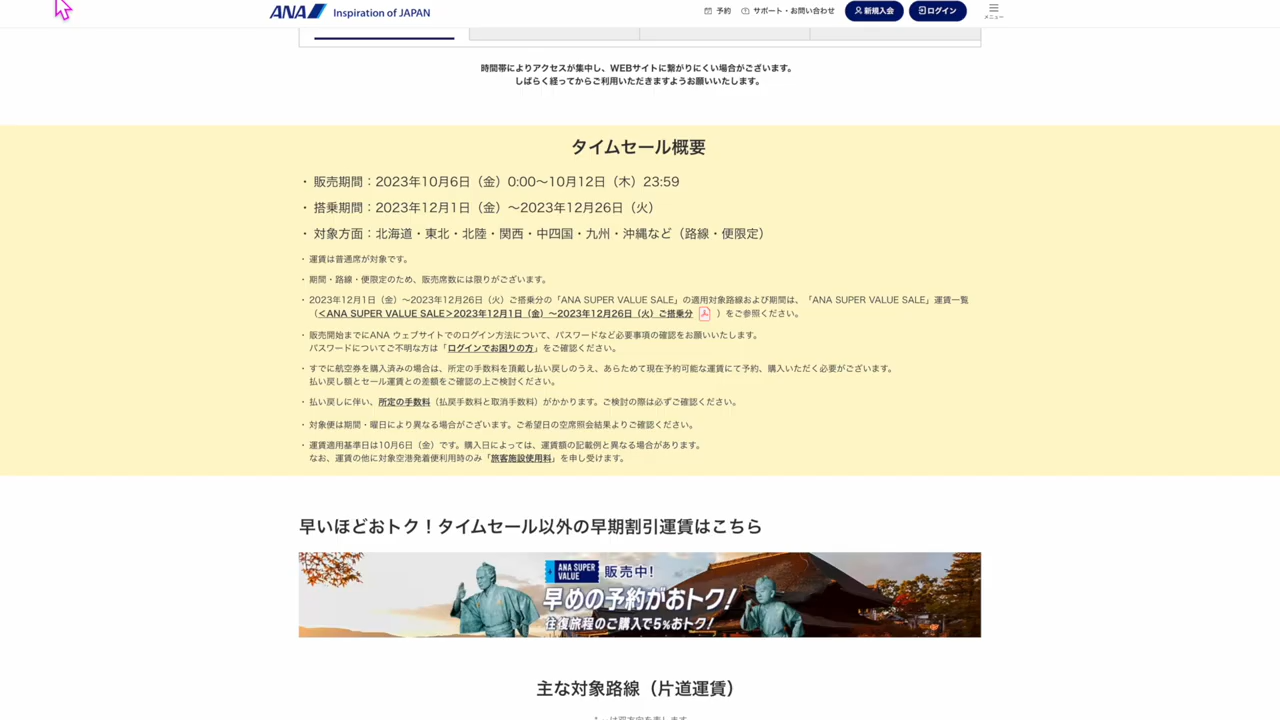 ANA Inspiration of JAPAN
予約 サポート・お問い合わせ 新規入会 ログイン メニュー
時間帯によりアクセスが集中し、WEBサイトに繋がりにくい場合がございます。
しばらく経ってからご利用いただきますようお願いいたします。
タイムセール概要
・ 販売期間：2023年10月6日（金）0:00～10月12日（木）23:59
・ 搭乗期間：2023年12月1日（金）～2023年12月26日（火）
・ 対象方面：北海道・東北・北陸・関西・中四国・九州・沖縄など（路線・便限定）
・ 運賃は普通席が対象です。
・ 期間・路線・便限定のため、販売席数には限りがございます。
・ 2023年12月1日（金）～2023年12月26日（火）ご搭乗分の「ANA SUPER VALUE SALE」の適用対象路線および期間は、「ANA SUPER VALUE SALE」運賃一覧
（＜ANA SUPER VALUE SALE＞2023年12月1日（金）～2023年12月26日（火）ご搭乗分 ）をご参照ください。
・ 販売開始までにANA ウェブサイトでのログイン方法について、パスワードなど必要事項の確認をお願いいたします。
パスワードについてご不明な方は「ログインでお困りの方」をご確認ください。
・ すでに航空券を購入済みの場合は、所定の手数料を頂戴し払い戻しのうえ、あらためて現在予約可能な運賃にて予約、購入いただく必要がございます。
払い戻し額とセール運賃との差額をご確認の上ご検討ください。
・ 払い戻しに伴い、所定の手数料（払戻手数料と取消手数料）がかかります。ご検討の際は必ずご確認ください。
・ 対象便は期間・曜日により異なる場合がございます。ご希望日の空席照会結果よりご確認ください。
・ 運賃適用基準日は10月6日（金）です。購入日によっては、運賃額の記載例と異なる場合があります。
なお、運賃の他に対象空港発着便利用時のみ「旅客施設使用料」を申し受けます。
早いほどおトク！タイムセール以外の早期割引運賃はこちら
ANA SUPER VALUE 販売中!
早めの予約がおトク!
往復旅程のご購入で5%おトク!
主な対象路線（片道運賃）